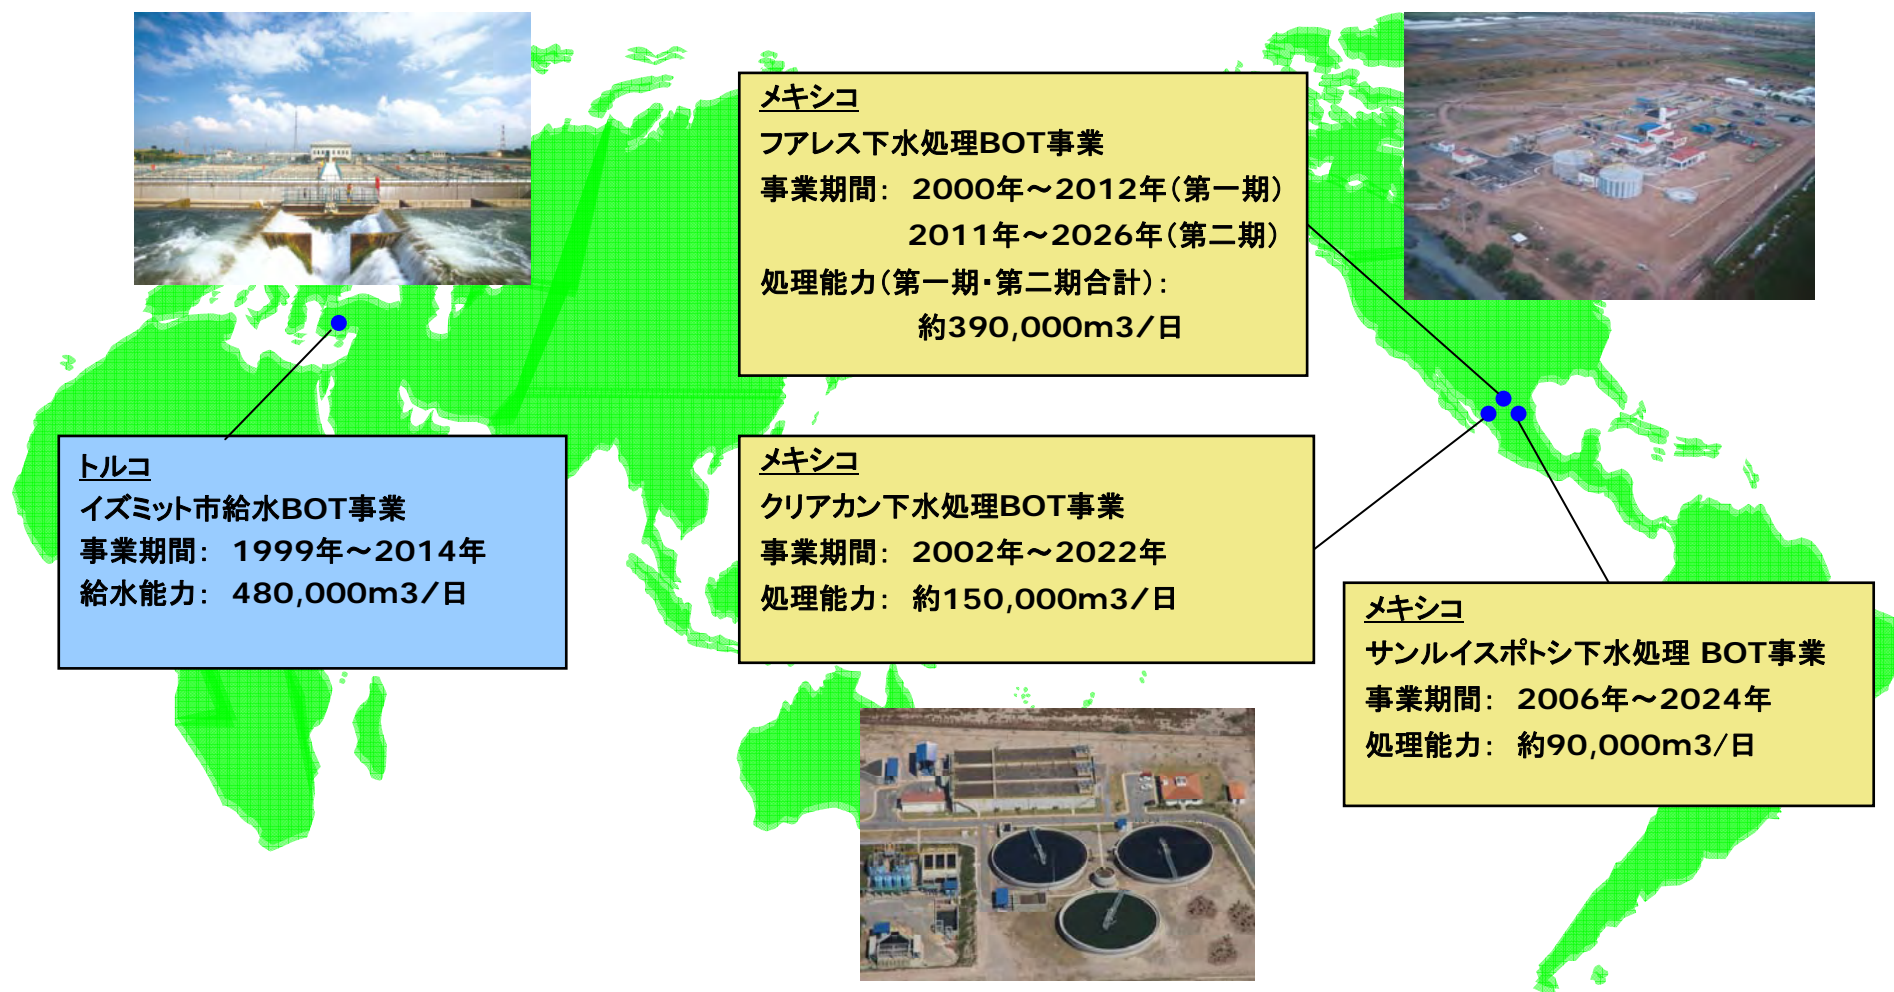 メキシコ
フアレス下水処理BOT事業
事業期間： 2000年～2012年（第一期）
2011年～2026年（第二期）
処理能力（第一期・第二期合計）：
約390,000m3／日
トルコ
イズミット市給水BOT事業
事業期間： 1999年～2014年
給水能力： 480,000m3／日
メキシコ
クリアカン下水処理BOT事業
事業期間： 2002年～2022年
処理能力： 約150,000m3／日
メキシコ
サンルイスポトシ下水処理 BOT事業
事業期間： 2006年～2024年
処理能力： 約90,000m3/日